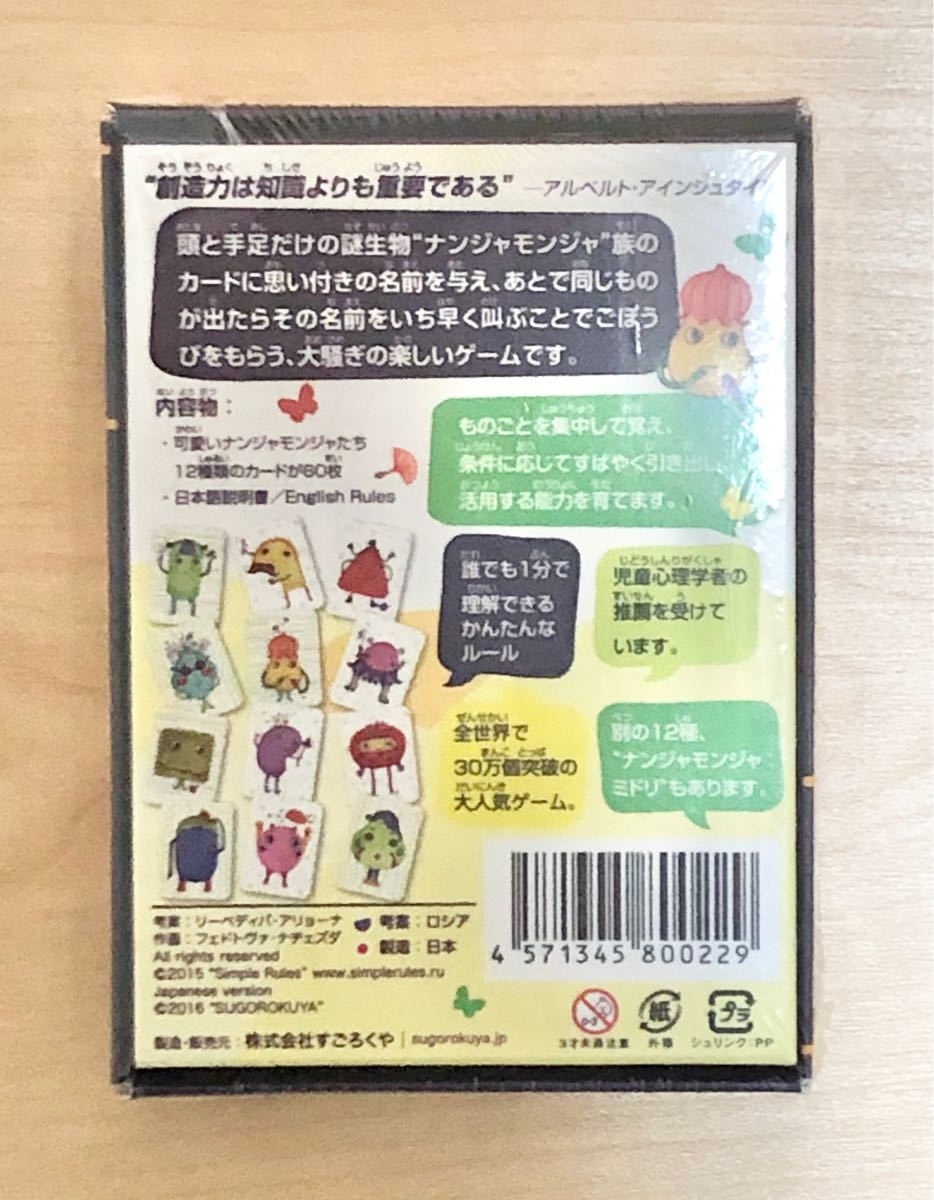 “創造力は知識よりも重要である” ―アルベルト・アインシュタイ
頭と手足だけの謎生物“ナンジャモンジャ”族の
カードに思い付きの名前を与え、あとで同じもの
が出たらその名前をいち早く叫ぶことでごほう
びをもらう、大騒ぎの楽しいゲームです。
内容物：
・可愛いナンジャモンジャたち
12種類のカードが60枚
・日本語説明書／English Rules
ものごとを集中して覚え、
条件に応じてすばやく引き出し、
活用する能力を育てます。
誰でも1分で
理解できる
かんたんな
ルール
児童心理学者の
推薦を受けて
います。
全世界で
30万個突破の
大人気ゲーム。
別の12種、
“ナンジャモンジャ・
ミドリ”もあります。
考案：リーベディバ・アリョーナ
作画：フェドトヴァ・ナヂェズダ
All rights reserved
©2015 “Simple Rules” www.simplerules.ru
Japanese version
©2016 “SUGOROKUYA”
考案：ロシア
製造：日本
製造・販売元：株式会社すごろくや｜sugorokuya.jp
4 571345 800229
3才未満注意
紙
外箱
プラ
シュリンク：PP